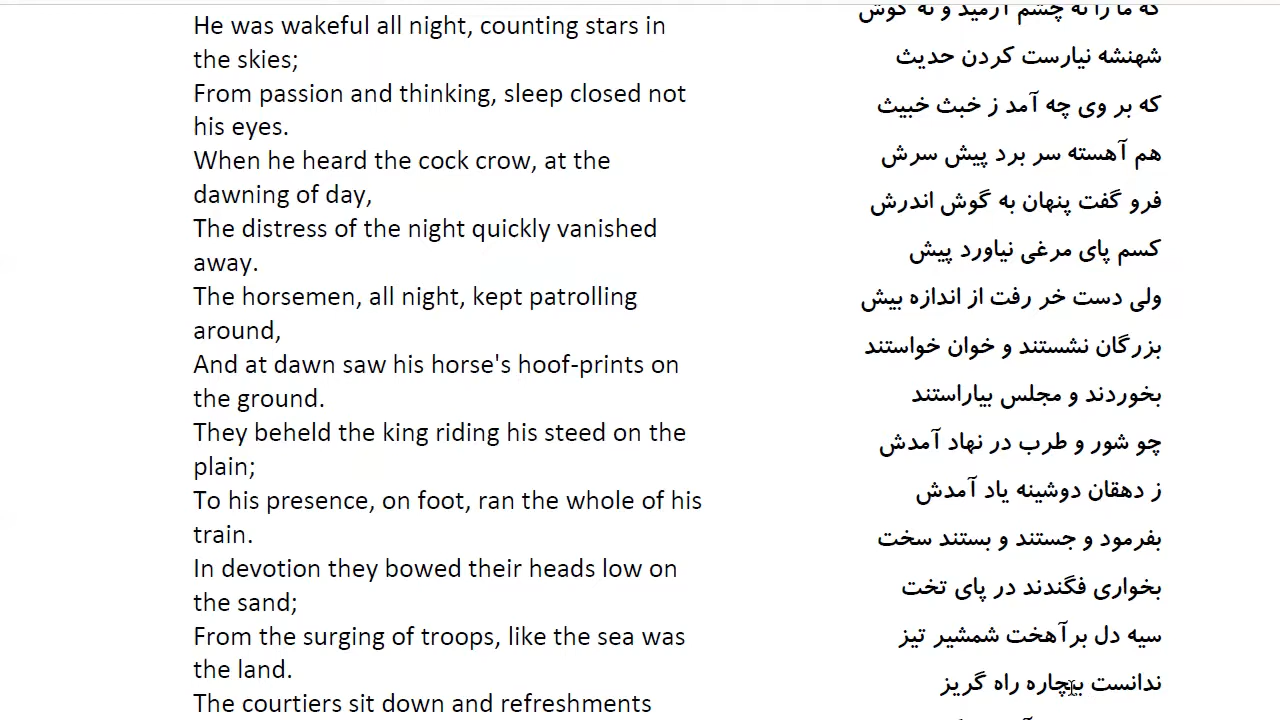 He was wakeful all night, counting stars in
the skies;
From passion and thinking, sleep closed not
his eyes.
When he heard the cock crow, at the
dawning of day,
The distress of the night quickly vanished
away.
The horsemen, all night, kept patrolling
around,
And at dawn saw his horse's hoof-prints on
the ground.
They beheld the king riding his steed on the
plain;
To his presence, on foot, ran the whole of his
train.
In devotion they bowed their heads low on
the sand;
From the surging of troops, like the sea was
the land.
The courtiers sit down and refreshments
که ما را نه چشم آرمید و نه گوش
شهنشه نیارست کردن حدیث
که بر وی چه آمد ز خبث خبیث
هم آهسته سر برد پیش سرش
فرو گفت پنهان به گوش اندرش
کسم پای مرغی نیاورد پیش
ولی دست خر رفت از اندازه بیش
بزرگان نشستند و خوان خواستند
بخوردند و مجلس بیاراستند
چو شور و طرب در نهاد آمدش
ز دهقان دوشینه یاد آمدش
بفرمود و جستند و بستند سخت
بخواری فگندند در پای تخت
سیه دل برآهخت شمشیر تیز
ندانست بیچاره راه گریز